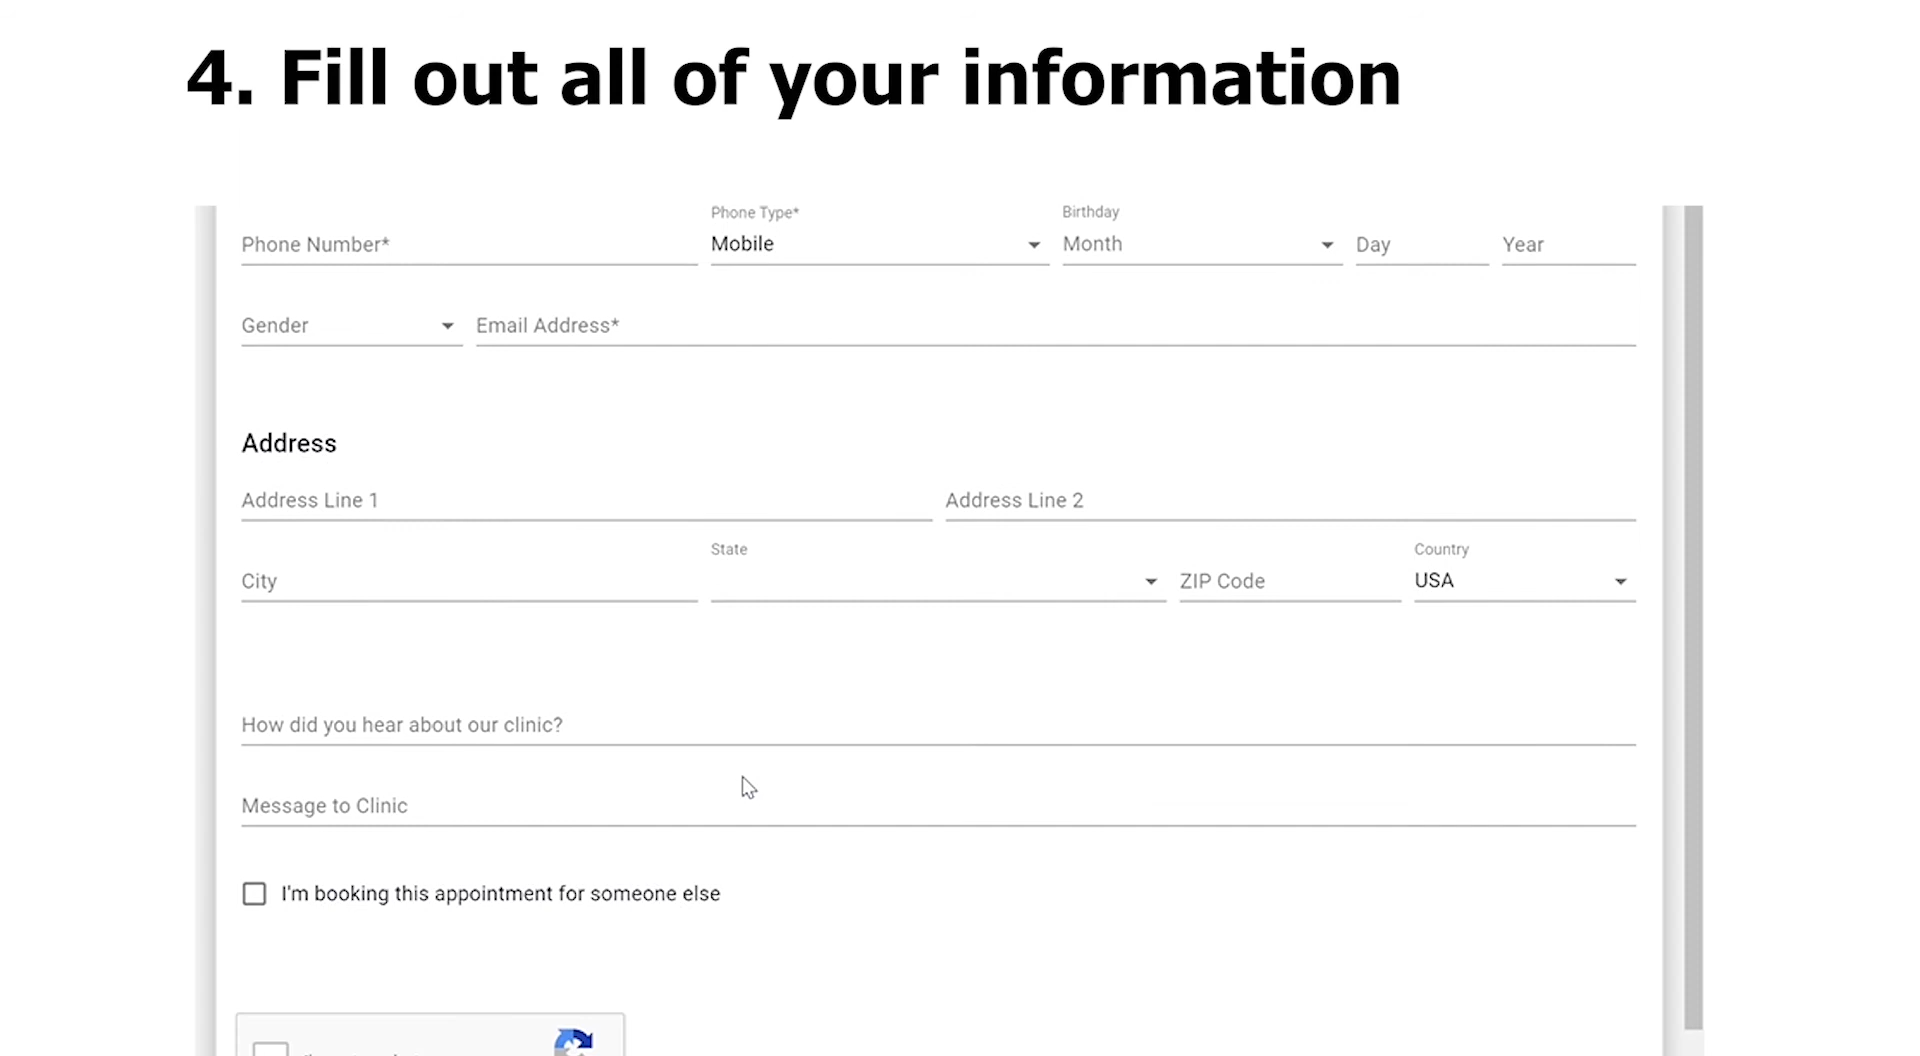 4. Fill out all of your information
Phone Type* Birthday
Phone Number* Mobile Month Day Year
Gender Email Address*
Address
Address Line 1 Address Line 2
State Country
City ZIP Code USA
How did you hear about our clinic?
Message to Clinic
I'm booking this appointment for someone else